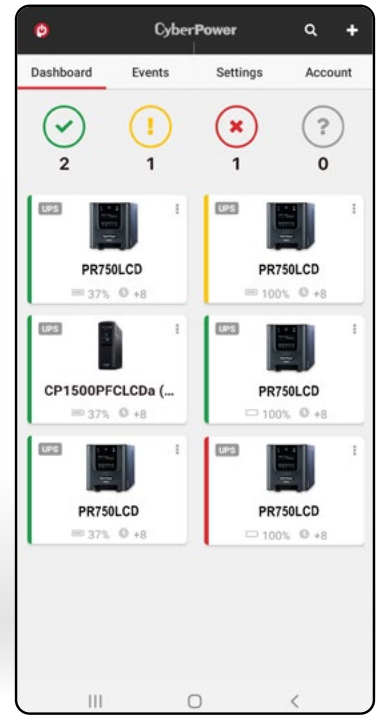 CyberPower
Dashboard Events Settings Account
! ?
2 1 1 0
UPS UPS
PR750LCD PR750LCD
37% +8 100% +8
UPS UPS
CP1500PFCLCDa (... PR750LCD
37% +8 100% +8
UPS UPS
PR750LCD PR750LCD
37% +8 100% +8